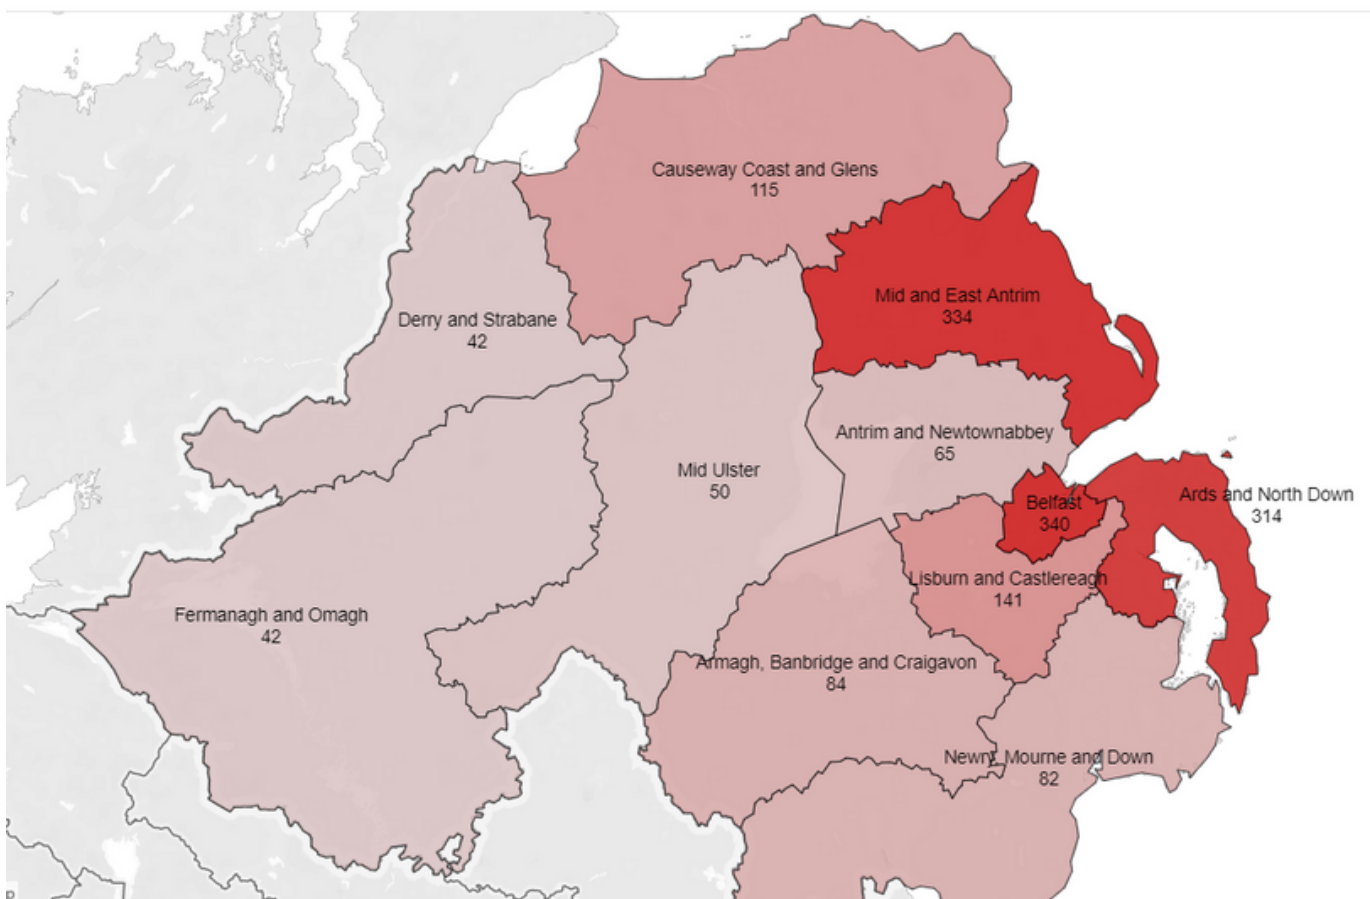 Causeway Coast and Glens
115
Mid and East Antrim
334
Derry and Strabane
42
Antrim and Newtownabbey
65
Mid Ulster
50
Belfast
340
Ards and North Down
314
Lisburn and Castlereagh
141
Fermanagh and Omagh
42
Armagh, Banbridge and Craigavon
84
Newry, Mourne and Down
82